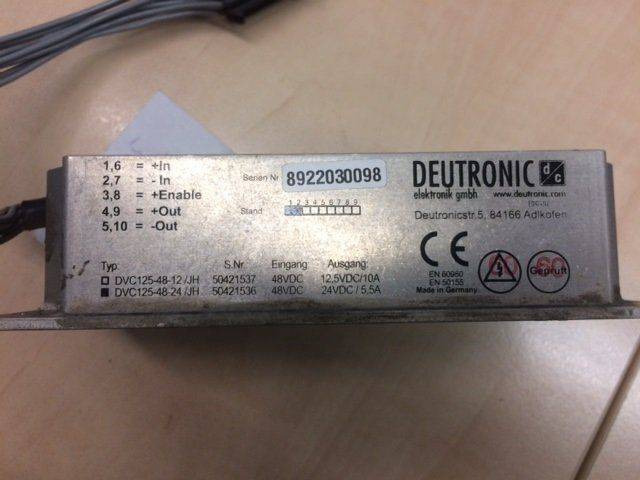 1,6 = +In
2,7 = - In
3,8 = +Enable
4,9 = +Out
5,10 = -Out
Serien Nr
8922030098
1 2 3 4 5 6 7 8 9
Stand
DEUTRONIC d/c
elektronik gmbh www.deutronic.com
Deutronicstr.5, 84166 Adlkofen
CE
EN 60950
EN 50155
Made in Germany
Geprüft
Typ: S.Nr Eingang: Ausgang:
DVC125-48-12 /JH 50421537 48VDC 12,5VDC/10A
DVC125-48-24 /JH 50421536 48VDC 24VDC / 5,5A